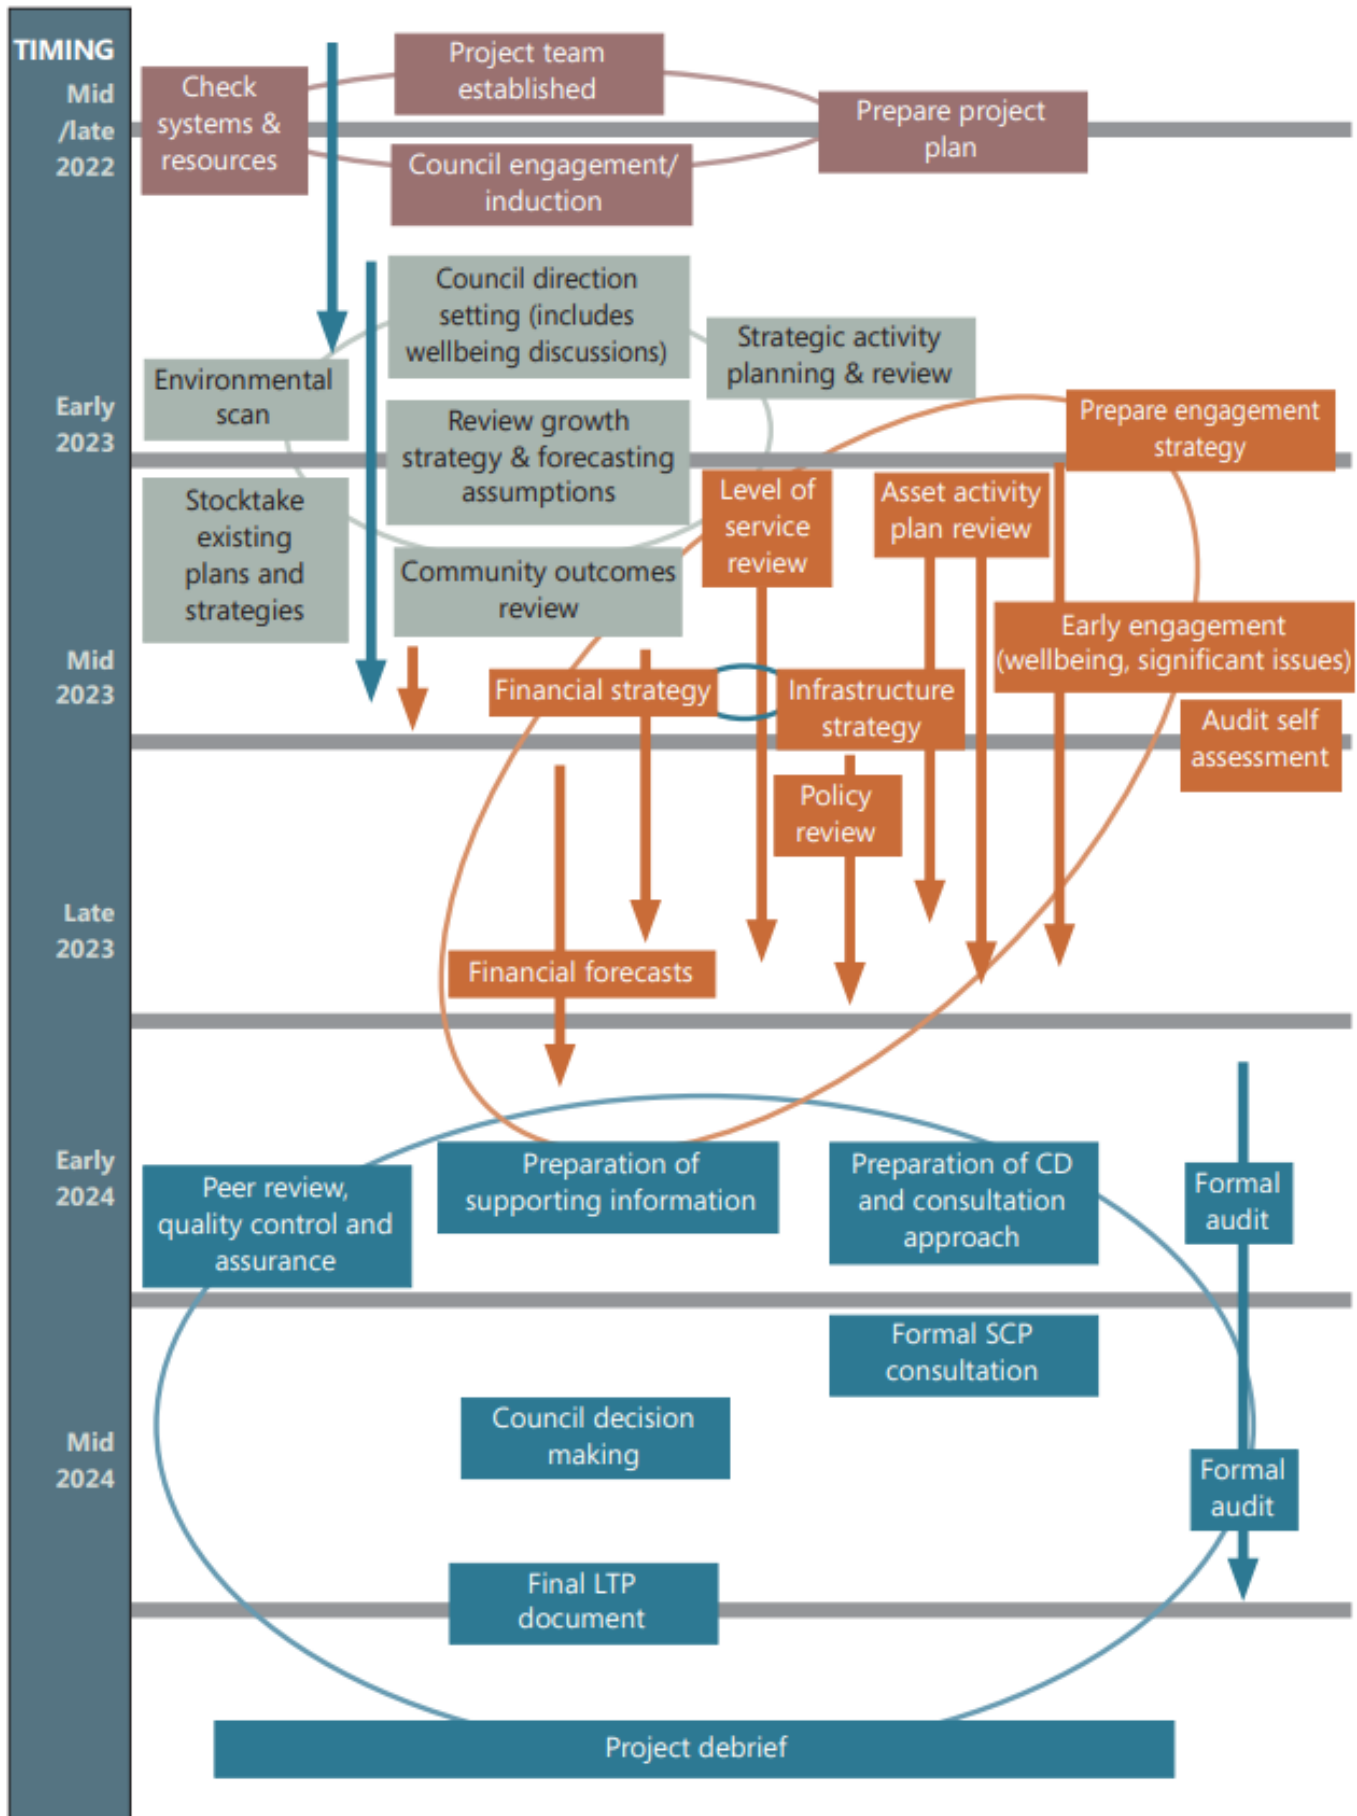 TIMING
Mid
/late
2022
Check
systems &
resources
Project team
established
Council engagement/
induction
Prepare project
plan
Early
2023
Environmental
scan
Stocktake
existing
plans and
strategies
Council direction
setting (includes
wellbeing discussions)
Review growth
strategy & forecasting
assumptions
Community outcomes
review
Strategic activity
planning & review
Prepare engagement
strategy
Level of
service
review
Asset activity
plan review
Mid
2023
Early engagement
(wellbeing, significant issues)
Financial strategy
Infrastructure
strategy
Audit self
assessment
Policy
review
Late
2023
Financial forecasts
Early
2024
Peer review,
quality control and
assurance
Preparation of
supporting information
Preparation of CD
and consultation
approach
Formal
audit
Mid
2024
Formal SCP
consultation
Council decision
making
Formal
audit
Final LTP
document
Project debrief